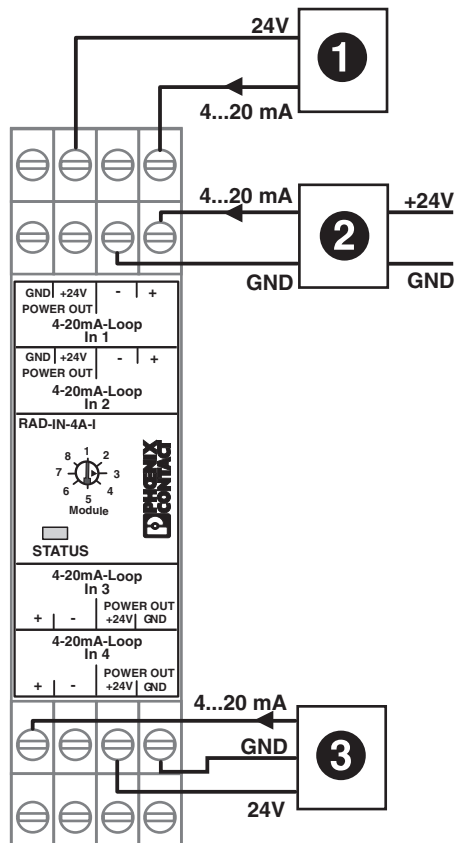 24V
1
4...20 mA
4...20 mA
+24V
2
GND
GND
GND +24V - +
POWER OUT
4-20mA-Loop
In 1
GND +24V - +
POWER OUT
4-20mA-Loop
In 2
RAD-IN-4A-I
1
8 2
7 3
6 4
5
Module
PHOENIX
CONTACT
STATUS
4-20mA-Loop
In 3
POWER OUT
+ - +24V GND
4-20mA-Loop
In 4
POWER OUT
+ - +24V GND
4...20 mA
GND
3
24V